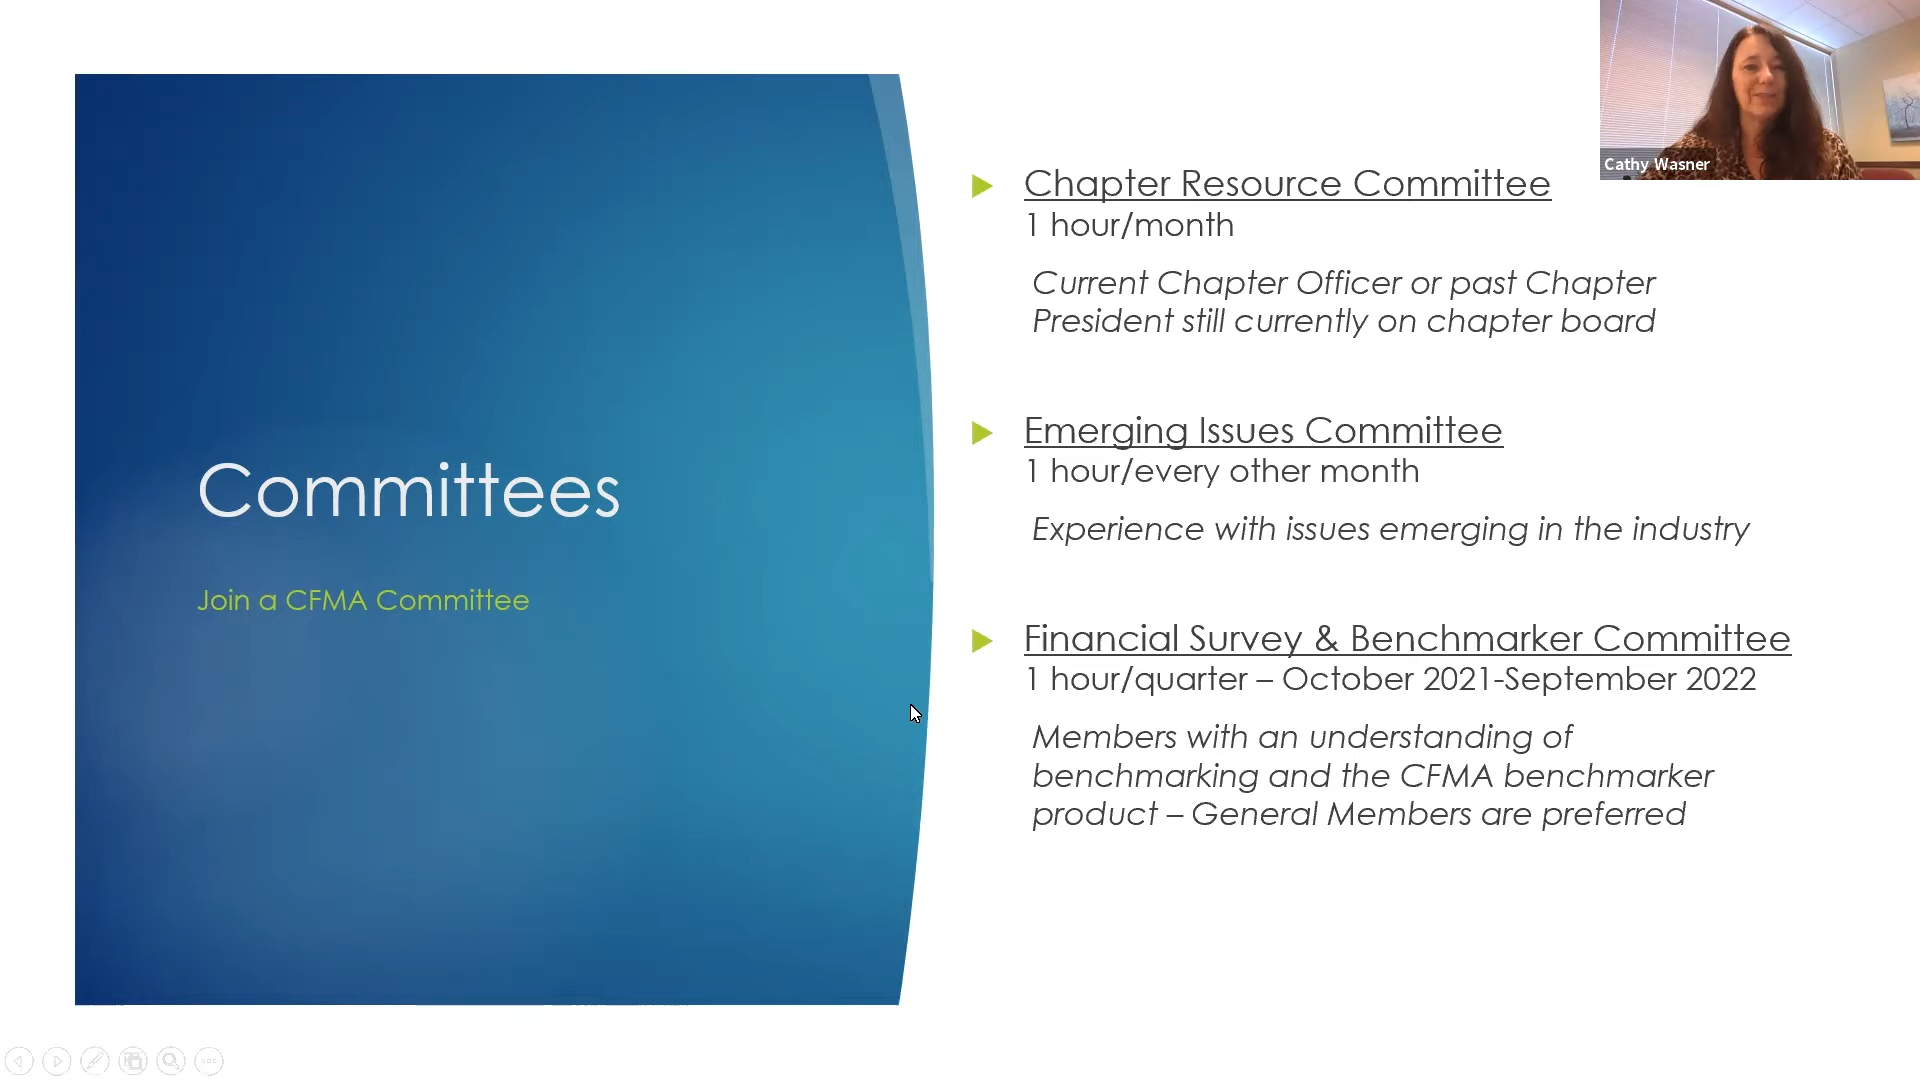 Committees
Join a CFMA Committee
Chapter Resource Committee
1 hour/month
Current Chapter Officer or past Chapter
President still currently on chapter board
Emerging Issues Committee
1 hour/every other month
Experience with issues emerging in the industry
Financial Survey & Benchmarker Committee
1 hour/quarter – October 2021-September 2022
Members with an understanding of
benchmarking and the CFMA benchmarker
product – General Members are preferred
Cathy Wasner